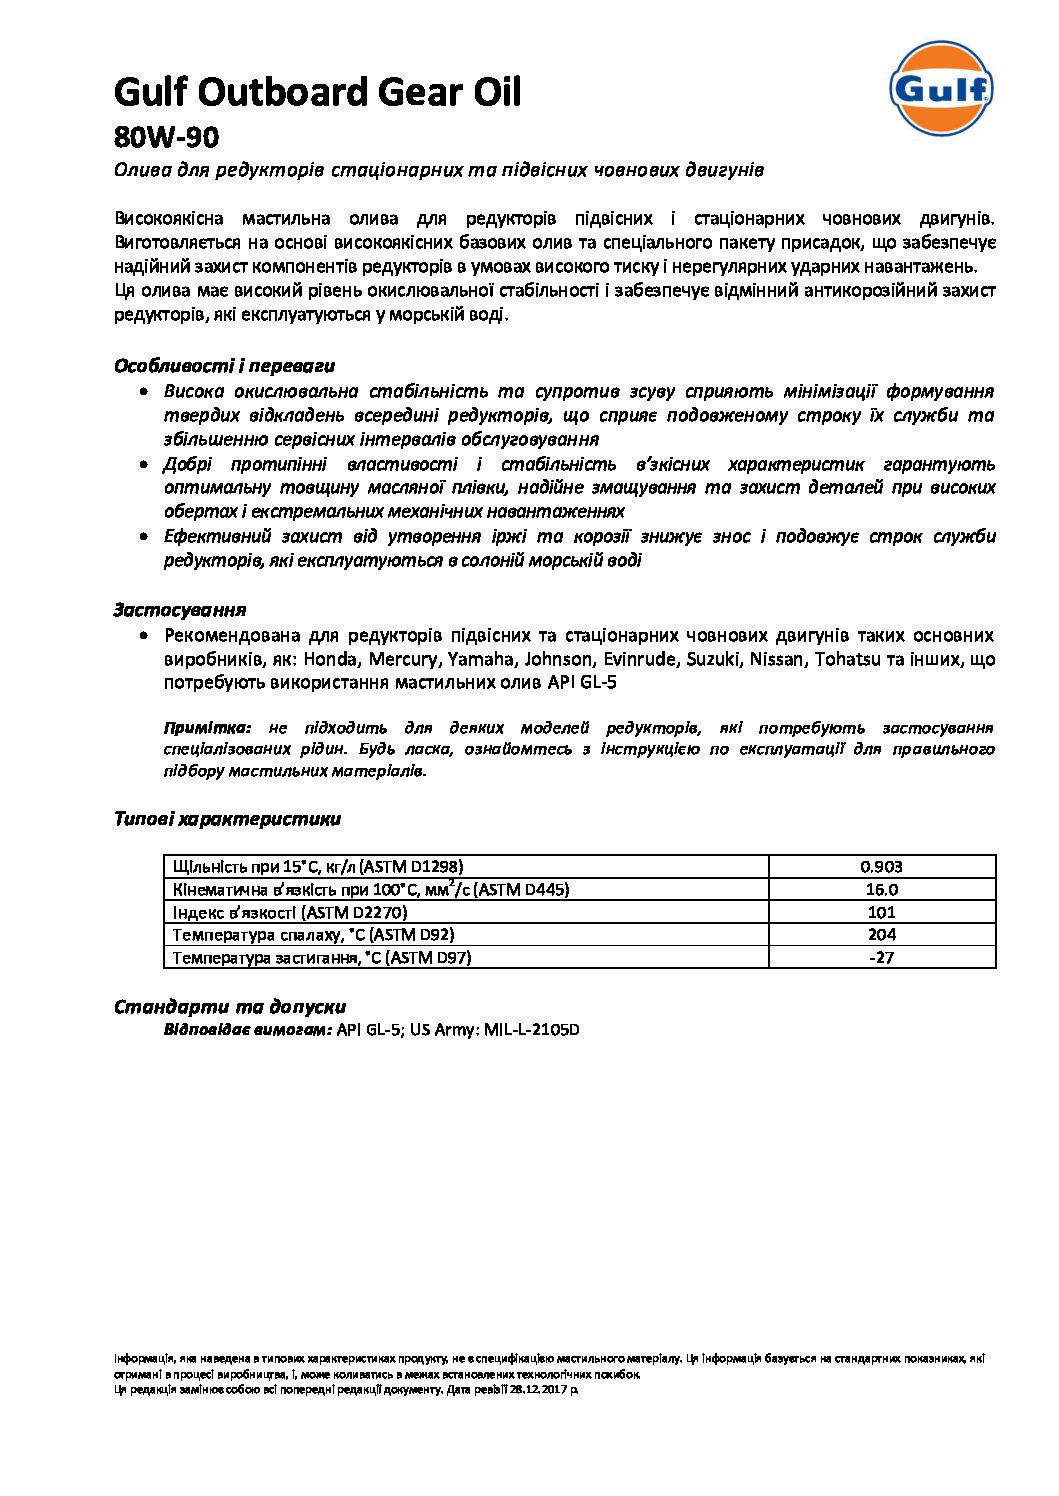 Gulf Outboard Gear Oil
Gulf
80W-90
Олива для редукторів стаціонарних та підвісних човнових двигунів
Високоякісна мастильна олива для редукторів підвісних і стаціонарних човнових двигунів.
Виготовляється на основі високоякісних базових олив та спеціального пакету присадок, що забезпечує
надійний захист компонентів редукторів в умовах високого тиску і нерегулярних ударних навантажень.
Ця олива має високий рівень окислювальної стабільності і забезпечує відмінний антикорозійний захист
редукторів, які експлуатуються у морській воді.
Особливості і переваги
• Висока окислювальна стабільність та супротив зсуву сприяють мінімізації формування
твердих відкладень всередині редукторів, що сприяє подовженому строку їх служби та
збільшенню сервісних інтервалів обслуговування
• Добрі протипінні властивості і стабільність в’зкісних характеристик гарантують
оптимальну товщину масляної плівки, надійне змащування та захист деталей при високих
обертах і екстремальних механічних навантаженнях
• Ефективний захист від утворення іржі та корозії знижує знос і подовжує строк служби
редукторів, які експлуатуються в солоній морській воді
Застосування
• Рекомендована для редукторів підвісних та стаціонарних човнових двигунів таких основних
виробників, як: Honda, Mercury, Yamaha, Johnson, Evinrude, Suzuki, Nissan, Tohatsu та інших, що
потребують використання мастильних олив API GL-5
Примітка: не підходить для деяких моделей редукторів, які потребують застосування
спеціалізованих рідин. Будь ласка, ознайомтесь з інструкцією по експлуатації для правильного
підбору мастильних матеріалів.
Типові характеристики
Щільність при 15°С, кг/л (ASTM D1298) 0.903
Кінематична в’язкість при 100°С, мм²/с (ASTM D445) 16.0
Індекс в’язкості (ASTM D2270) 101
Температура спалаху, °С (ASTM D92) 204
Температура застигання, °С (ASTM D97) -27
Стандарти та допуски
Відповідає вимогам: API GL-5; US Army: MIL-L-2105D
Інформація, яка наведена в типових характеристиках продукту, не є специфікацією мастильного матеріалу. Ця інформація базується на стандартних показниках, які
отримані в процесі виробництва, і, може коливатись в межах встановлених технологічних похибок.
Ця редакція замінює собою всі попередні редакції документу. Дата ревізії 28.12.2017 р.